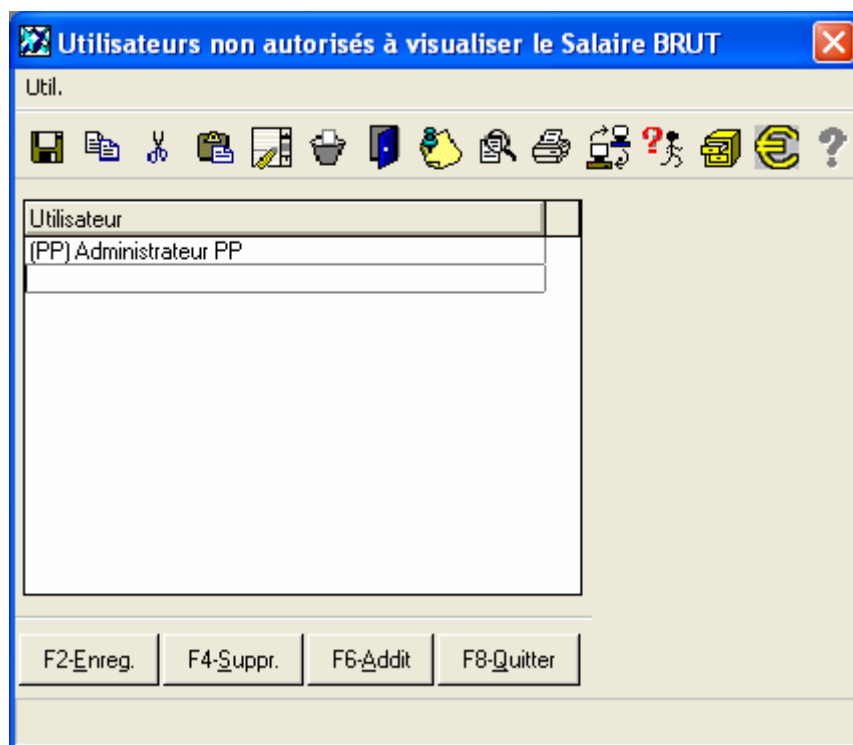 Utilisateurs non autorisés à visualiser le Salaire BRUT
Util.
Utilisateur
(PP) Administrateur PP
F2-Enreg. F4-Suppr. F6-Addit F8-Quitter